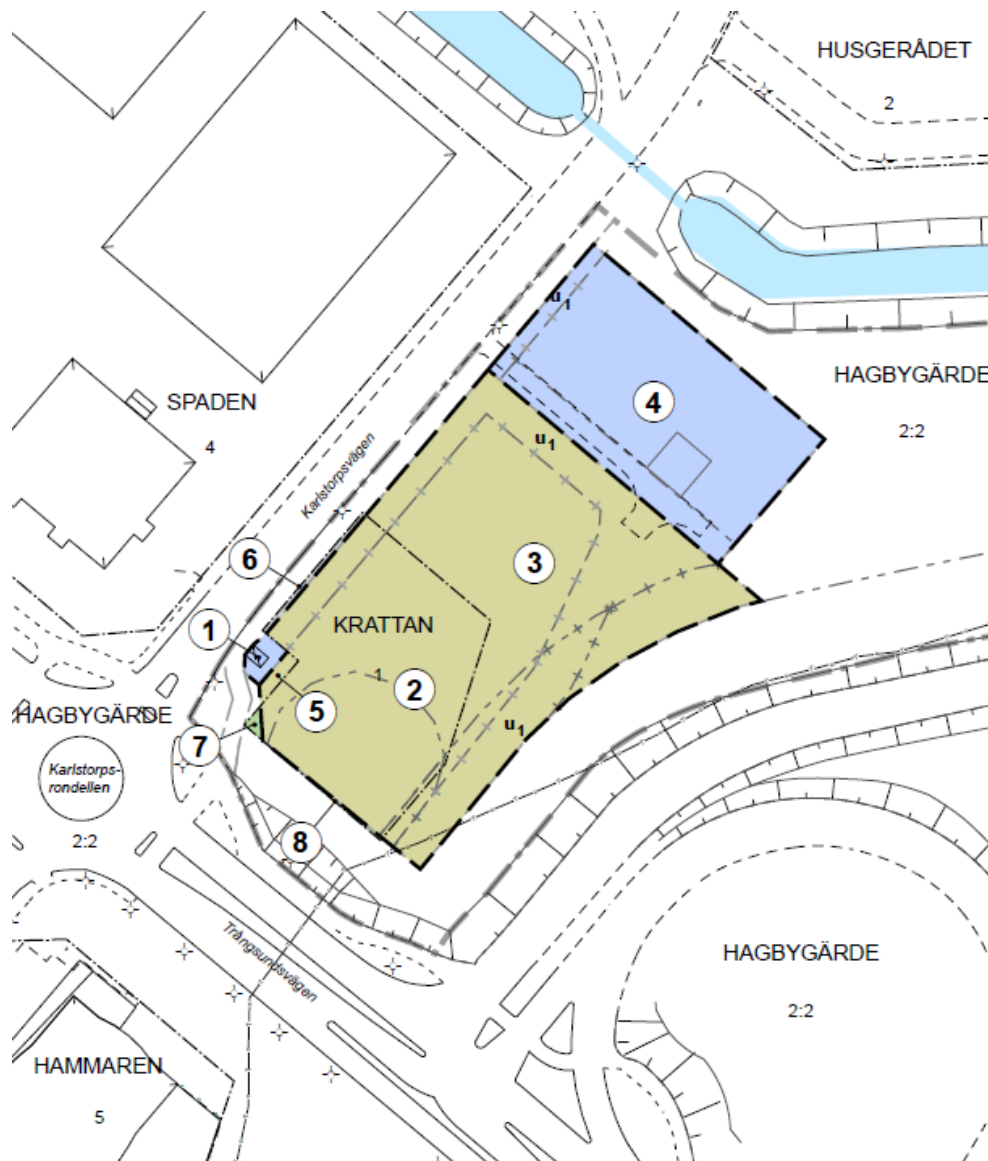 HUSGERÅDET
2
u1
HAGBYGÄRDE
2:2
4
SPADEN
4
u1
Karlstorpsvägen
6
3
1
KRATTAN
1
2
5
HAGBYGÄRDE
7
u1
Karlstorps-
rondellen
2:2
8
Trångsundsvägen
HAGBYGÄRDE
2:2
HAMMAREN
5